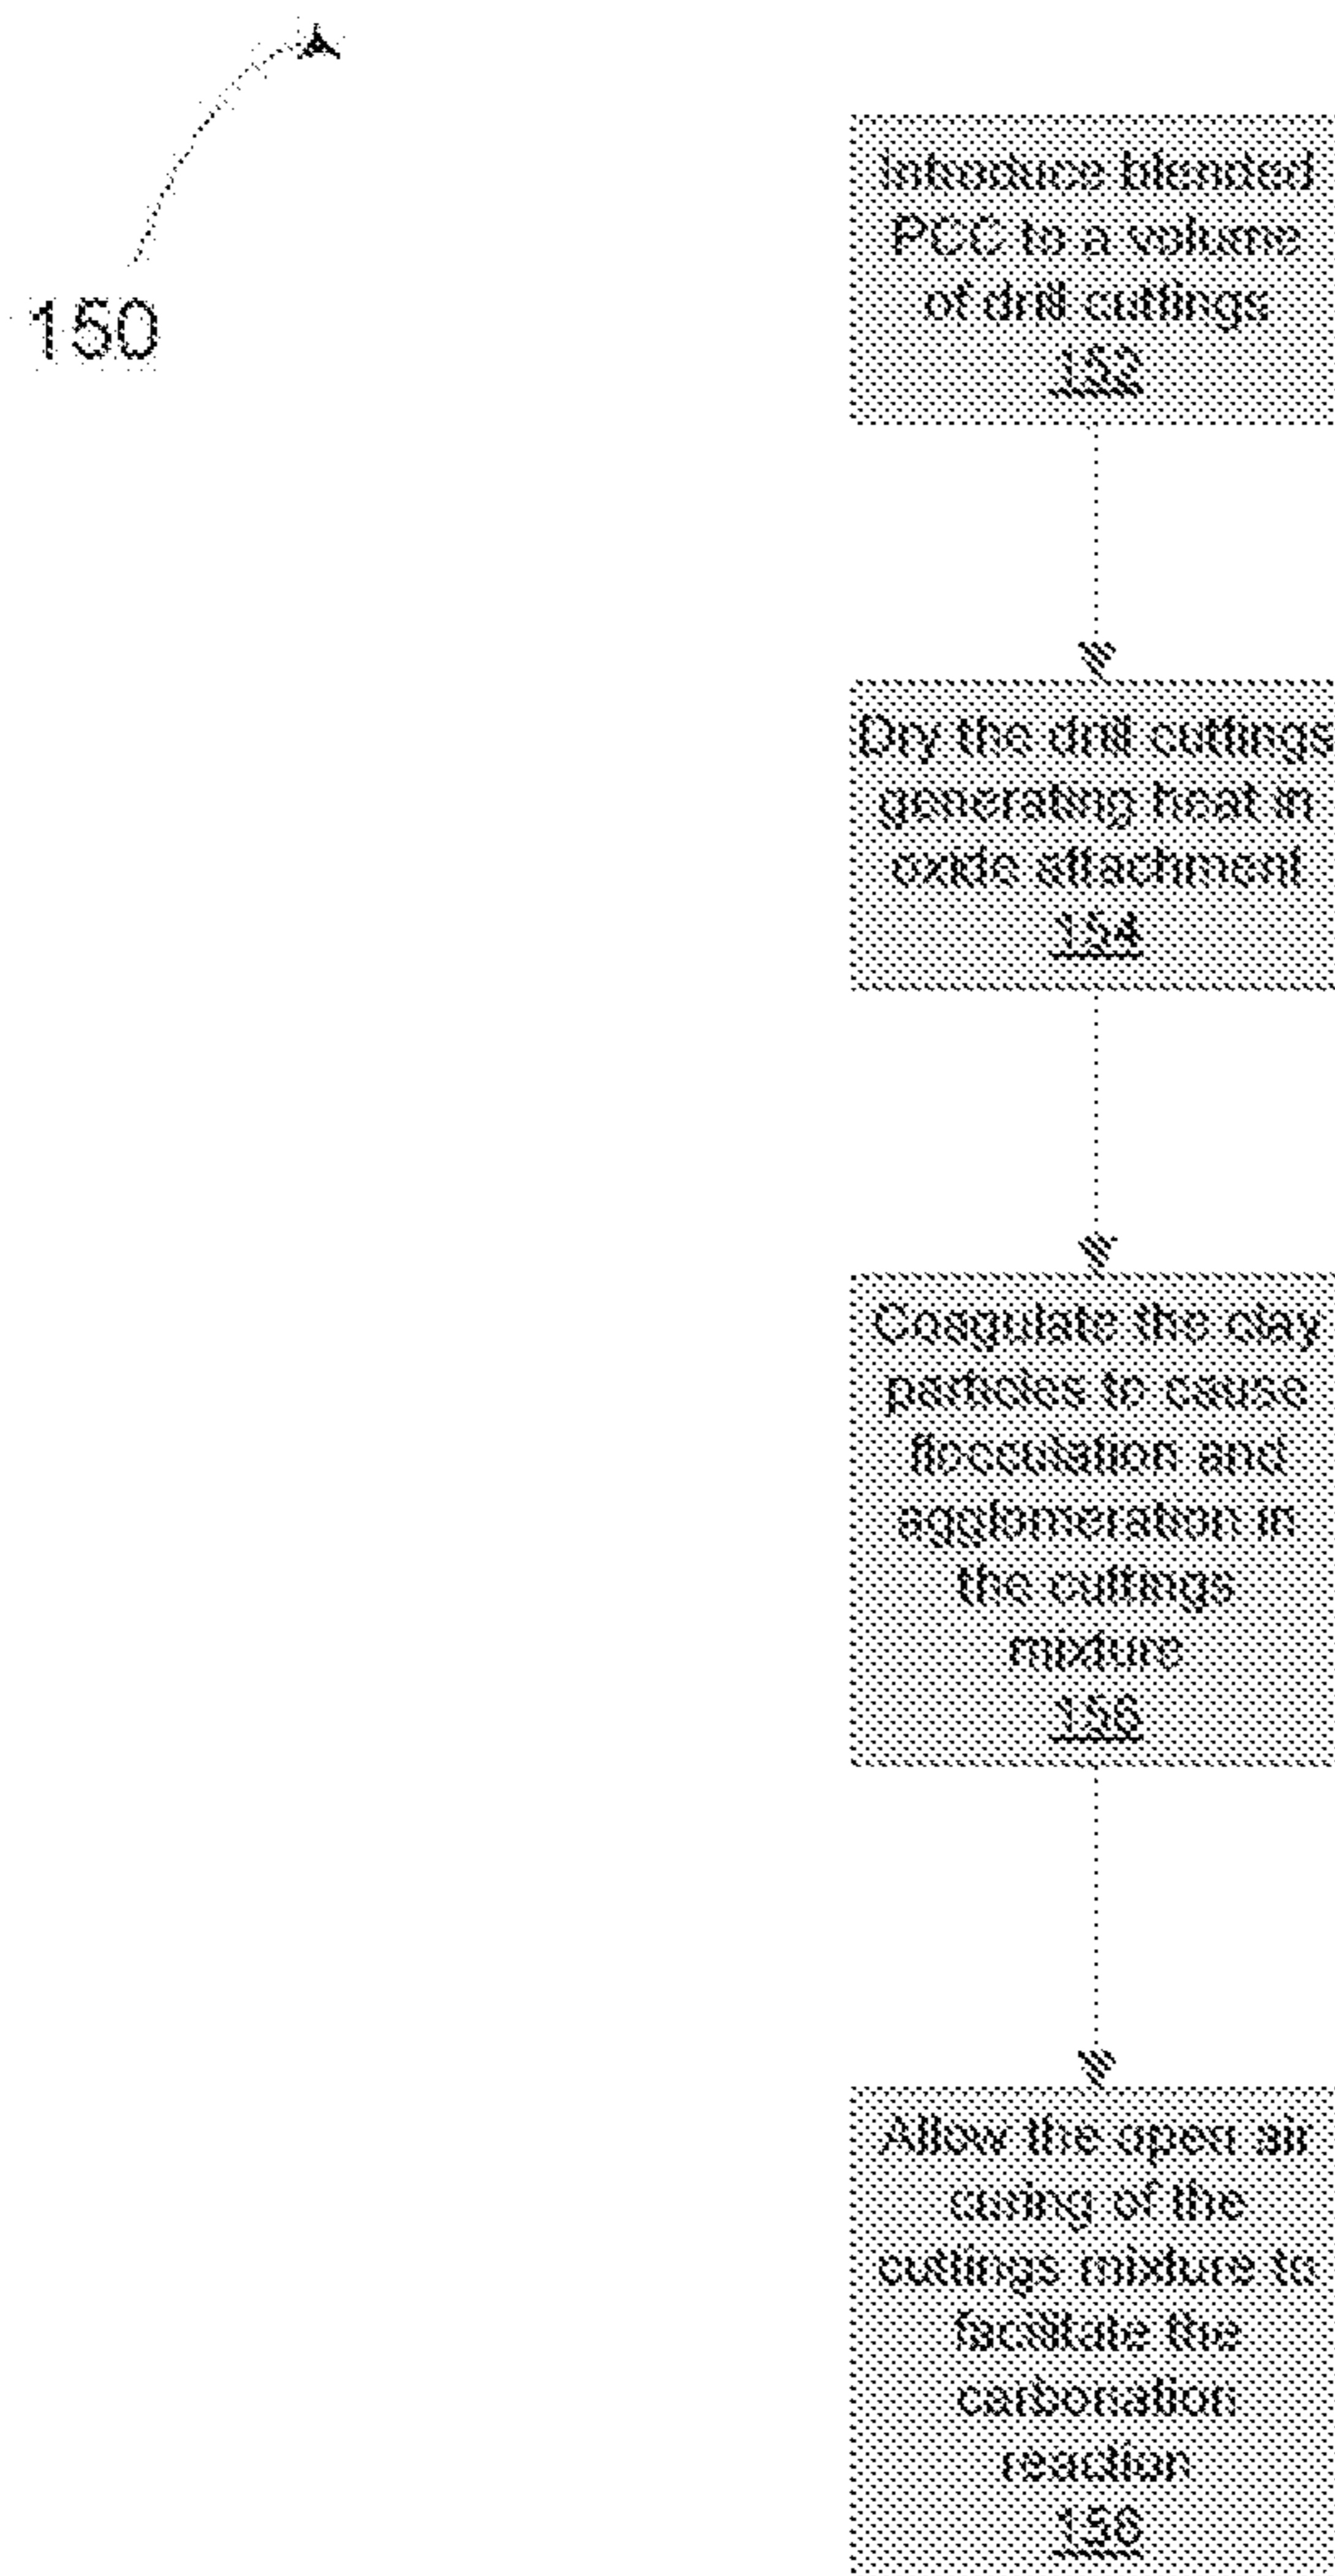 150
Introduce blended
PCC to a volume
of drill cuttings
152
Dry the drill cuttings
generating heat in
oxide attachment
154
Coagulate the clay
particles to cause
flocculation and
agglomeration in
the cuttings
mixture
156
Allow the open air
curing of the
cuttings mixture to
facilitate the
carbonation
reaction
158